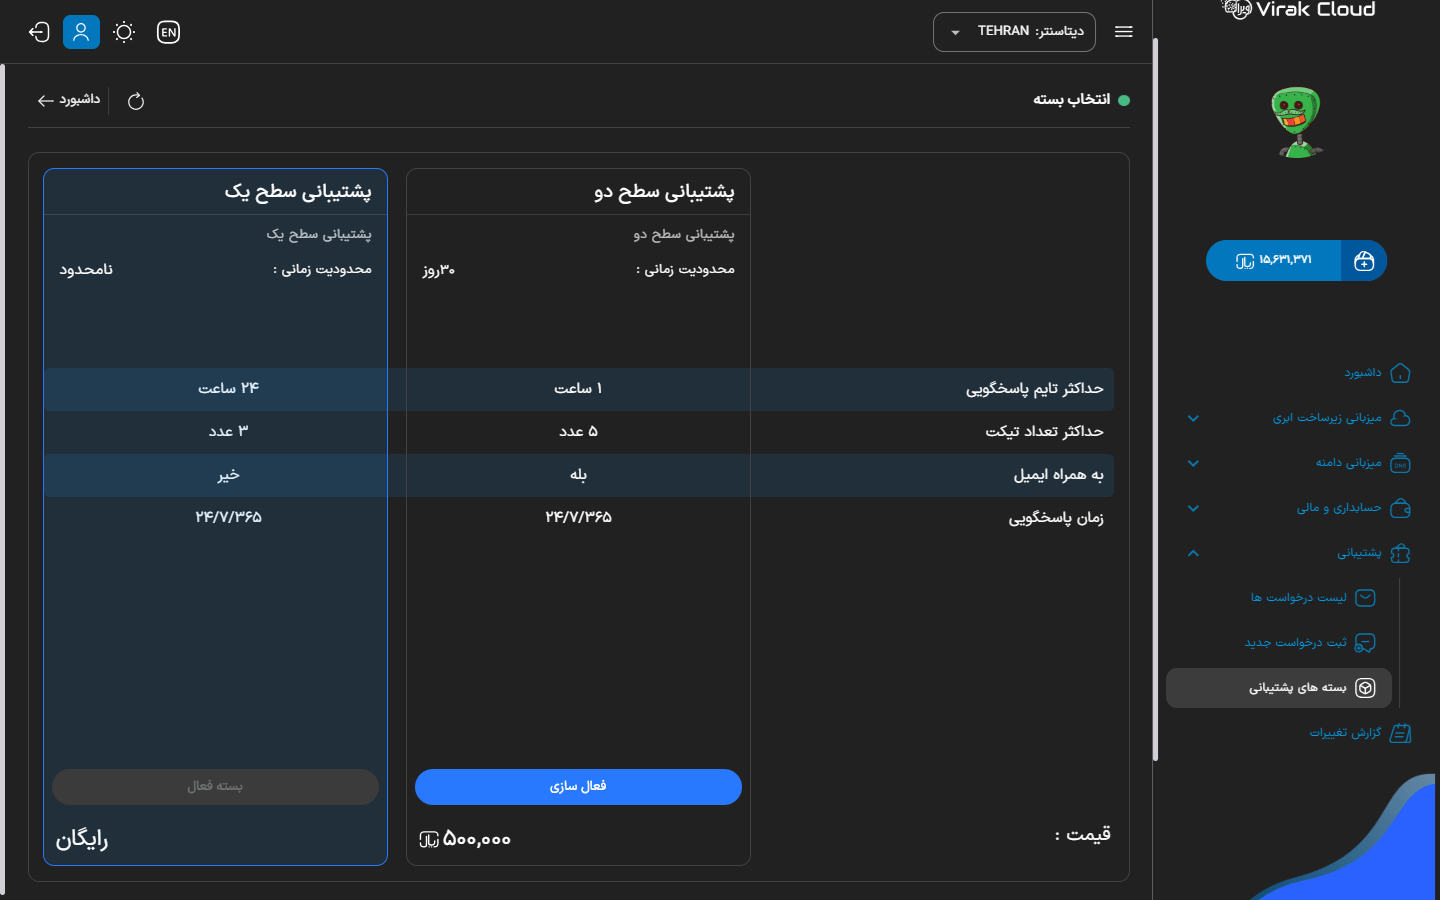 Virak Cloud
۱۵,۶۳۱,۳۷۱
داشبورد
میزبانی زیرساخت ابری
میزبانی دامنه
DNS
حسابداری و مالی
پشتیبانی
لیست درخواست ها
ثبت درخواست جدید
بسته های پشتیبانی
گزارش تغییرات
دیتاسنتر: TEHRAN
EN
انتخاب بسته
داشبورد
پشتیبانی سطح دو
پشتیبانی سطح دو
محدودیت زمانی : ۳۰روز
پشتیبانی سطح یک
پشتیبانی سطح یک
محدودیت زمانی : نامحدود
حداکثر تایم پاسخگویی ۱ ساعت ۲۴ ساعت
حداکثر تعداد تیکت ۵ عدد ۳ عدد
به همراه ایمیل بله خیر
زمان پاسخگویی ۲۴/۷/۳۶۵ ۲۴/۷/۳۶۵
فعال سازی بسته فعال
قیمت : ۵۰۰,۰۰۰ ریال رایگان